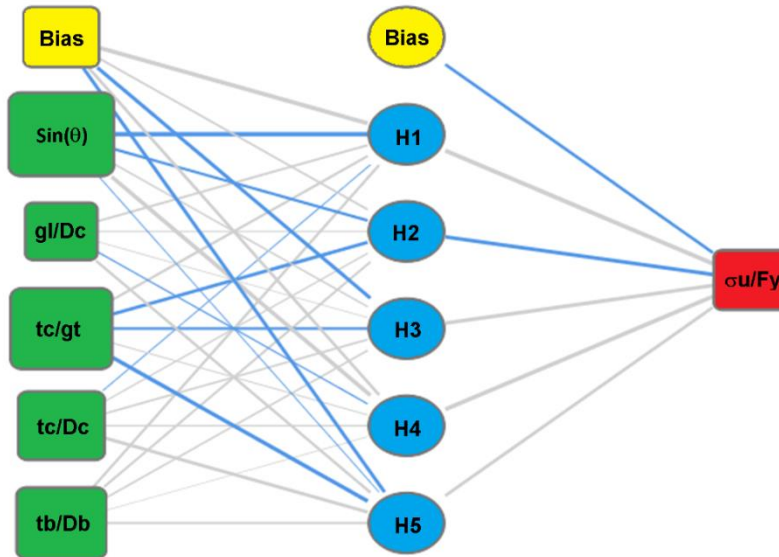 Bias
Bias
Sin(θ)
H1
gl/Dc
H2
σu/Fy
tc/gt
H3
tc/Dc
H4
tb/Db
H5